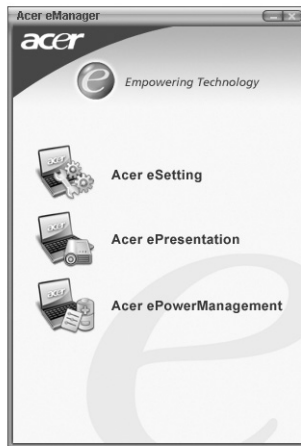 Acer eManager
acer
e Empowering Technology
Acer eSetting
Acer ePresentation
Acer ePowerManagement